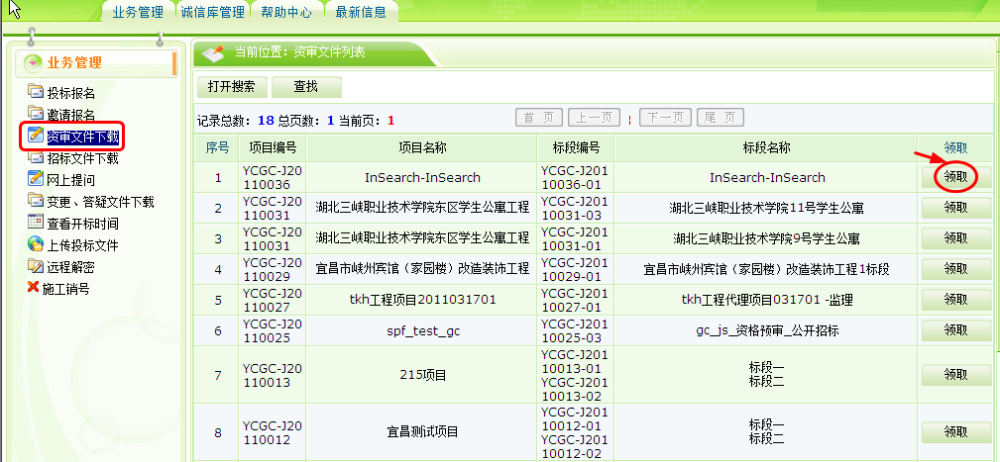 业务管理 诚信库管理 帮助中心 最新信息
业务管理
投标报名
邀请报名
资审文件下载
招标文件下载
网上提问
变更、答疑文件下载
查看开标时间
上传投标文件
远程解密
施工销号
当前位置：资审文件列表
打开搜索 查找
记录总数：18 总页数：1 当前页：1 首 页 上一页 ¦ 下一页 尾 页
序号 项目编号 项目名称 标段编号 标段名称 领取
1 YCGC-J20110036 InSearch-InSearch YCGC-J20110036-01 InSearch-InSearch 领取
2 YCGC-J20110031 湖北三峡职业技术学院东区学生公寓工程 YCGC-J20110031-03 湖北三峡职业技术学院11号学生公寓 领取
3 YCGC-J20110031 湖北三峡职业技术学院东区学生公寓工程 YCGC-J20110031-01 湖北三峡职业技术学院9号学生公寓 领取
4 YCGC-J20110029 宜昌市峡州宾馆（家园楼）改造装饰工程 YCGC-J20110029-01 宜昌市峡州宾馆（家园楼）改造装饰工程1标段 领取
5 YCGC-J20110027 tkh工程项目2011031701 YCGC-J20110027-01 tkh工程代理项目031701 -监理 领取
6 YCGC-J20110025 spf_test_gc YCGC-J20110025-03 gc_js_资格预审_公开招标 领取
7 YCGC-J20110013 215项目 YCGC-J20110013-01 标段一 领取
YCGC-J20110013-02 标段二
8 YCGC-J20110012 宜昌测试项目 YCGC-J20110012-01 标段一 领取
YCGC-J20110012-02 标段二